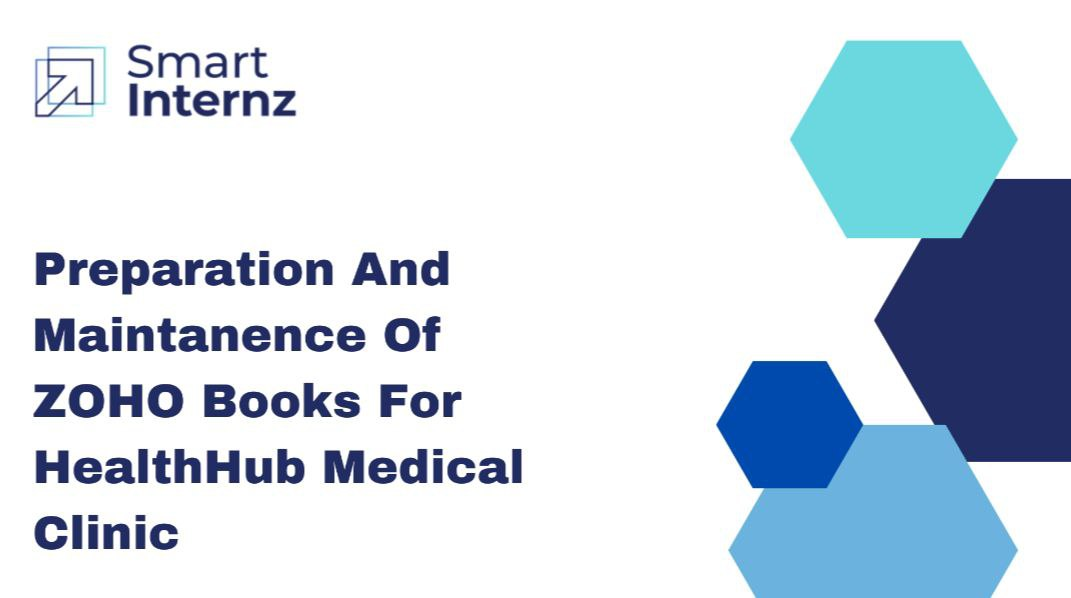 Smart
Internz
Preparation And
Maintanence Of
ZOHO Books For
HealthHub Medical
Clinic